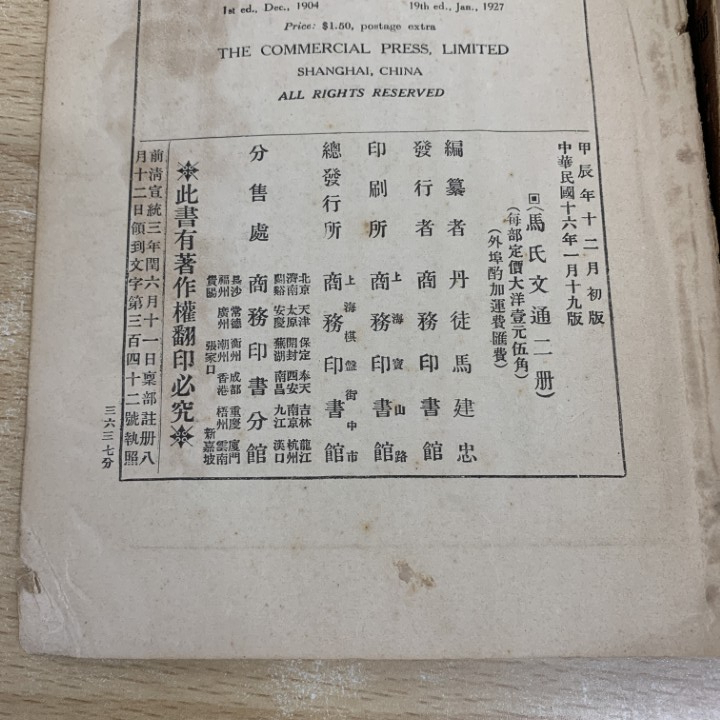 1st ed., Dec., 1904 19th ed., Jan., 1927
Price: $1.50, postage extra
THE COMMERCIAL PRESS, LIMITED
SHANGHAI, CHINA
ALL RIGHTS RESERVED
甲辰年十二月初版
中華民國十六年一月十九版
回(馬氏文通二册)
(每部定價大洋壹元伍角)
(外埠酌加運費匯費)
編纂者 丹徒馬建忠
發行者 商務印書館
印刷所 上海寶山路 商務印書館
總發行所 上海棋盤街中市 商務印書館
分售處 商務印書分館
北京 天津 保定 奉天 吉林 龍江
濟南 太原 開封 西安 南京 杭州
蘭谿 安慶 蕪湖 南昌 九江 漢口
長沙 常德 衡州 成都 重慶 廈門
福州 廣州 潮州 香港 梧州 雲南
貴陽 張家口 新嘉坡
此書有著作權翻印必究
前清宣統三年閏六月十一日稟部註册八
月十二日領到文字第三百四十二號執照
三六三七分